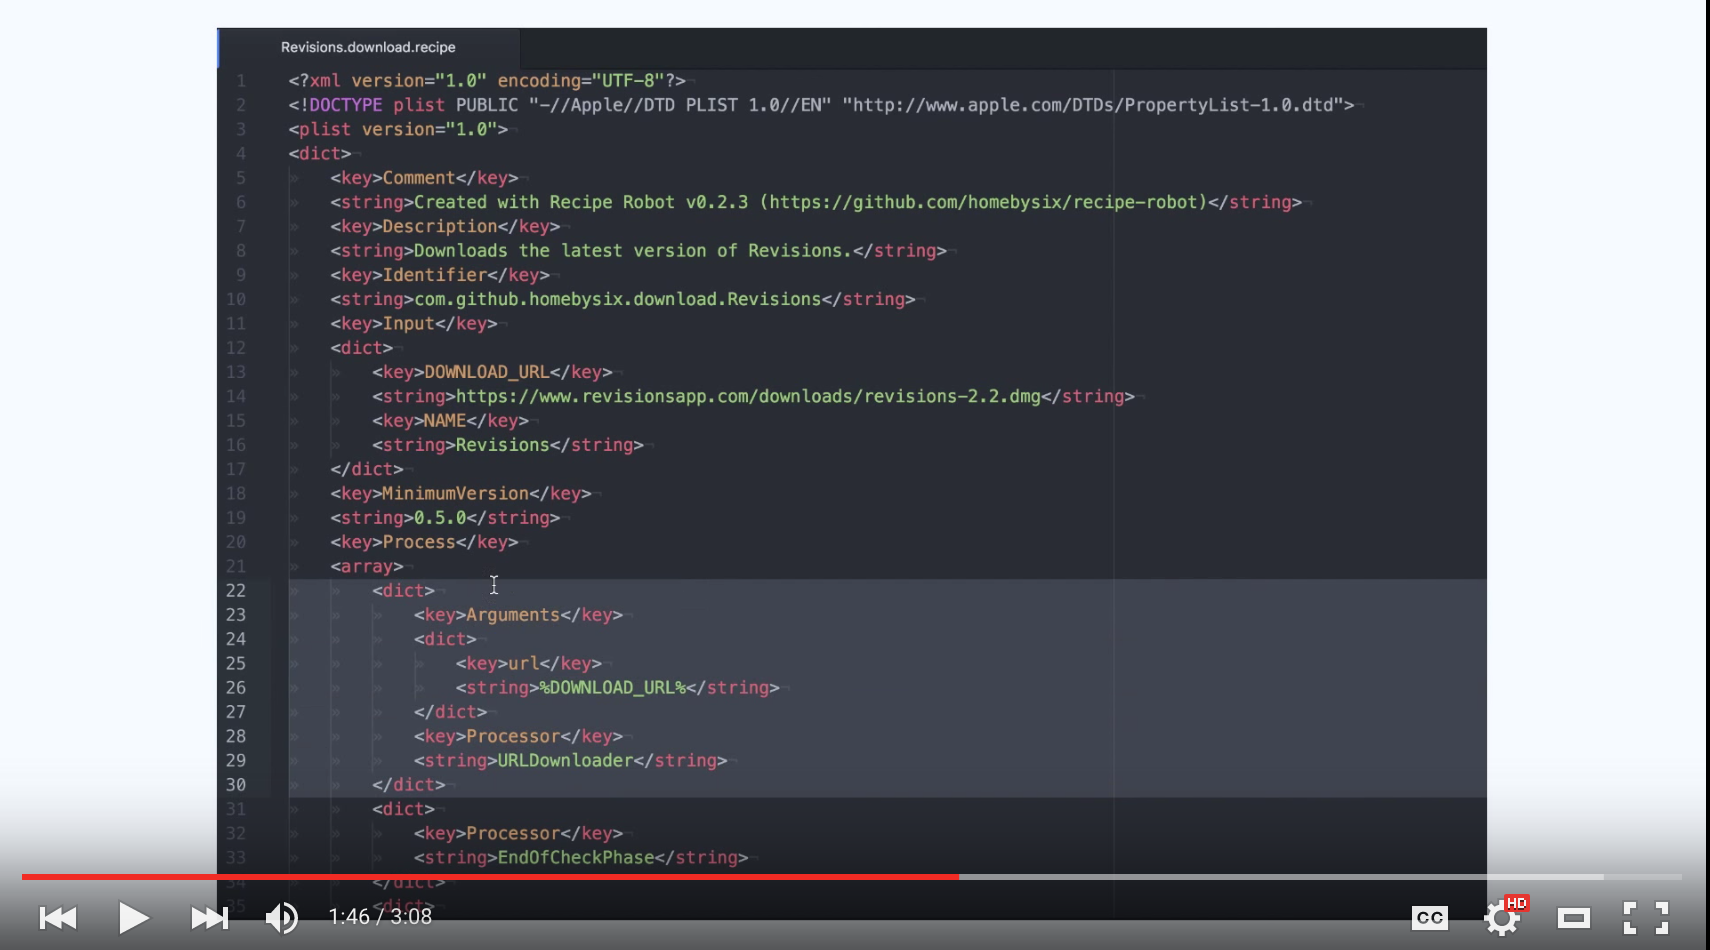 Revisions.download.recipe
1 <?xml version="1.0" encoding="UTF-8"?>
2 <!DOCTYPE plist PUBLIC "-//Apple//DTD PLIST 1.0//EN" "http://www.apple.com/DTDs/PropertyList-1.0.dtd">
3 <plist version="1.0">
4 <dict>
5 <key>Comment</key>
6 <string>Created with Recipe Robot v0.2.3 (https://github.com/homebysix/recipe-robot)</string>
7 <key>Description</key>
8 <string>Downloads the latest version of Revisions.</string>
9 <key>Identifier</key>
10 <string>com.github.homebysix.download.Revisions</string>
11 <key>Input</key>
12 <dict>
13 <key>DOWNLOAD_URL</key>
14 <string>https://www.revisionsapp.com/downloads/revisions-2.2.dmg</string>
15 <key>NAME</key>
16 <string>Revisions</string>
17 </dict>
18 <key>MinimumVersion</key>
19 <string>0.5.0</string>
20 <key>Process</key>
21 <array>
22 <dict>
23 <key>Arguments</key>
24 <dict>
25 <key>url</key>
26 <string>%DOWNLOAD_URL%</string>
27 </dict>
28 <key>Processor</key>
29 <string>URLDownloader</string>
30 </dict>
31 <dict>
32 <key>Processor</key>
33 <string>EndOfCheckPhase</string>
34 </dict>
35 <dict>
1:46 / 3:08
CC
HD